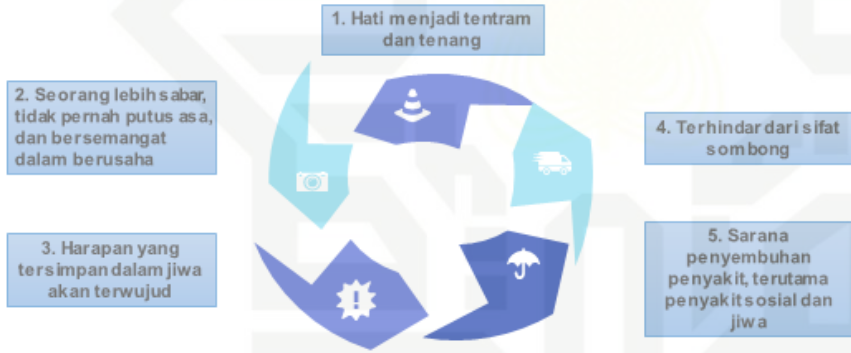 1. Hati menjadi tentram
dan tenang
2. Seorang lebih sabar,
tidak pernah putus asa,
dan bersemangat
dalam berusaha
3. Harapan yang
tersimpan dalam jiwa
akan terwujud
4. Terhindar dari sifat
sombong
5. Sarana
penyembuhan
penyakit, terutama
penyakit sosial dan
jiwa